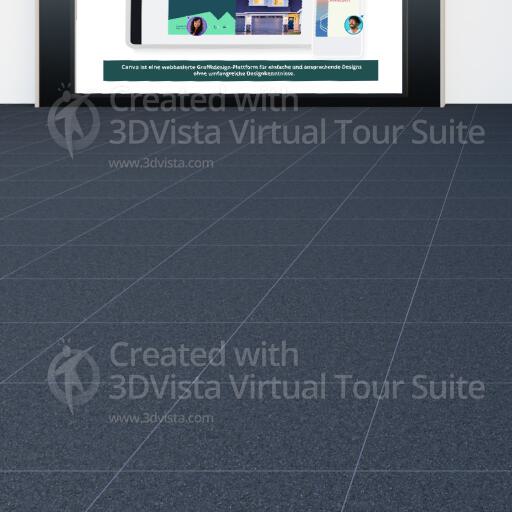 Canva ist eine webbasierte Grafikdesign-Plattform für einfache und ansprechende Designs
ohne umfangreiche Designkenntnisse.
Created with
3DVista Virtual Tour Suite
www.3dvista.com
Created with
3DVista Virtual Tour Suite
www.3dvista.com